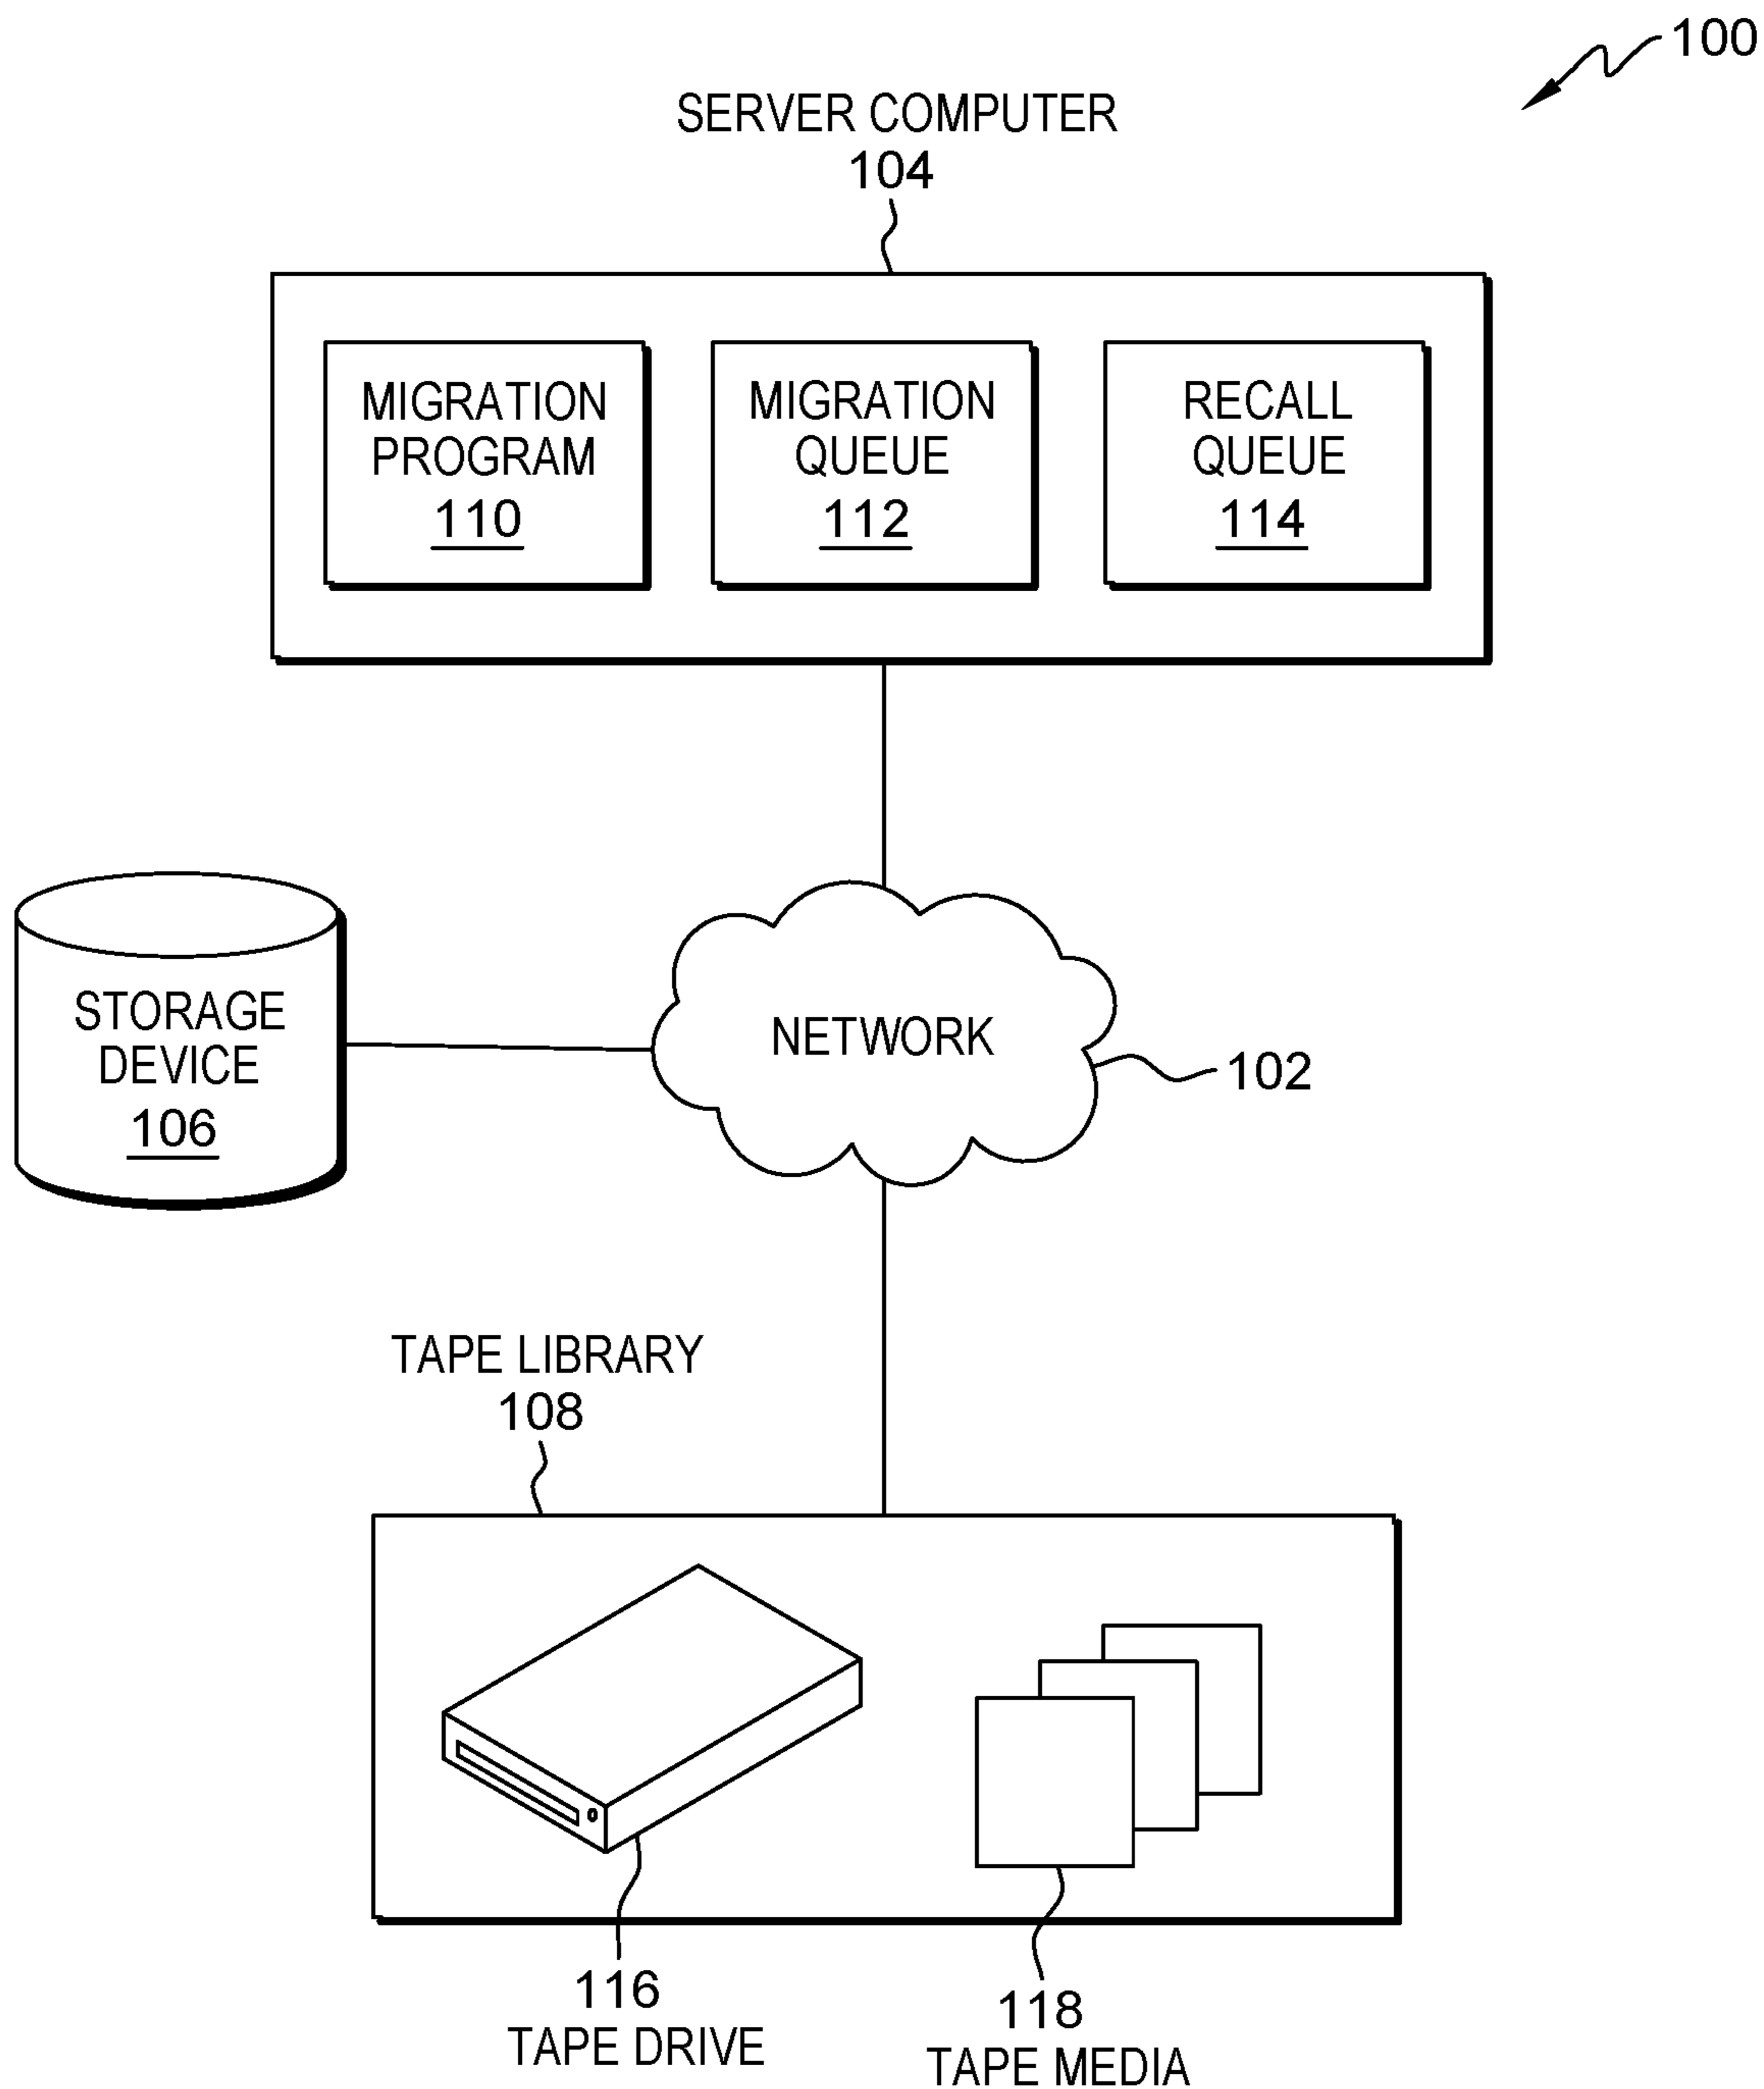 100
SERVER COMPUTER
104
MIGRATION
PROGRAM
110
MIGRATION
QUEUE
112
RECALL
QUEUE
114
STORAGE
DEVICE
106
NETWORK
102
TAPE LIBRARY
108
116
TAPE DRIVE
118
TAPE MEDIA